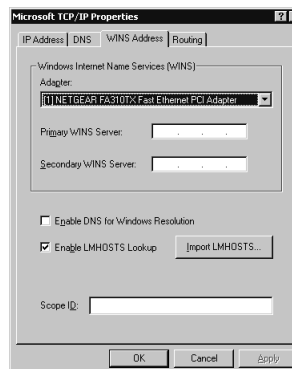 Microsoft TCP/IP Properties
IP Address DNS WINS Address Routing
Windows Internet Name Services (WINS)
Adapter:
[1] NETGEAR FA310TX Fast Ethernet PCI Adapter
Primary WINS Server:
Secondary WINS Server:
Enable DNS for Windows Resolution
Enable LMHOSTS Lookup
Import LMHOSTS...
Scope ID:
OK Cancel Apply